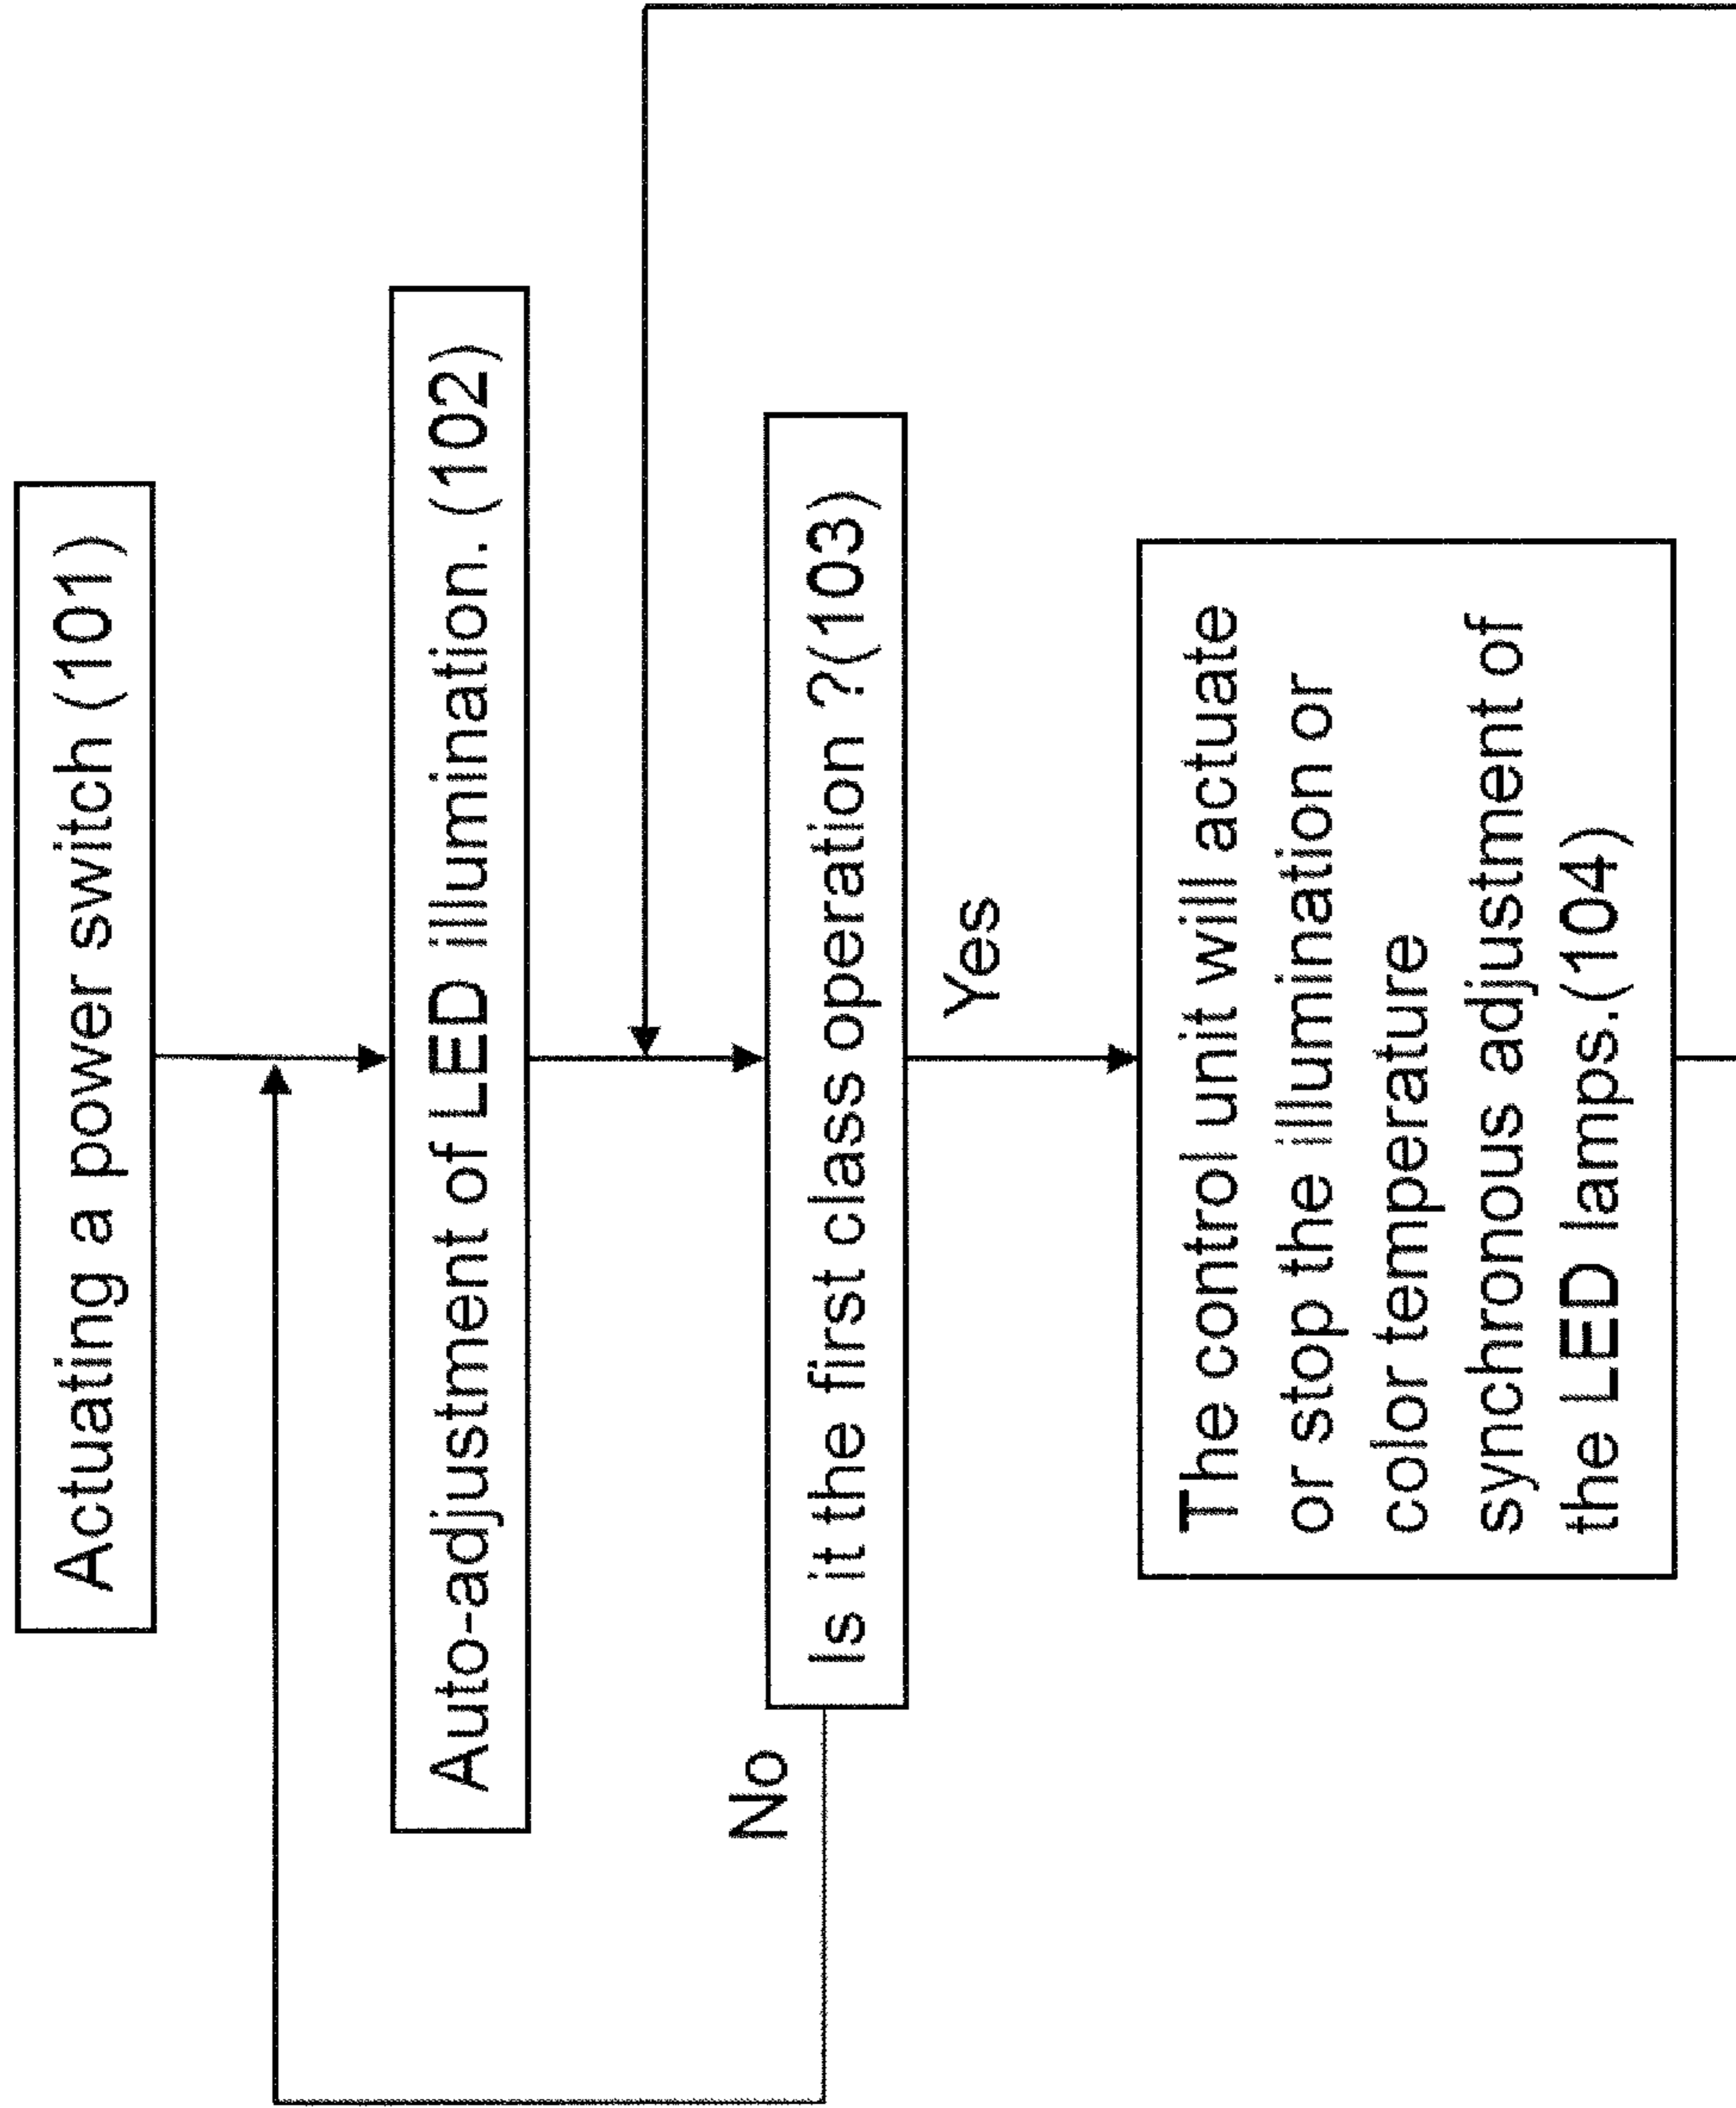 Actuating a power switch (101)
Auto-adjustment of LED illumination. (102)
Is it the first class operation ?(103)
No
Yes
The control unit will actuate
or stop the illumination or
color temperature
synchronous adjustment of
the LED lamps.(104)